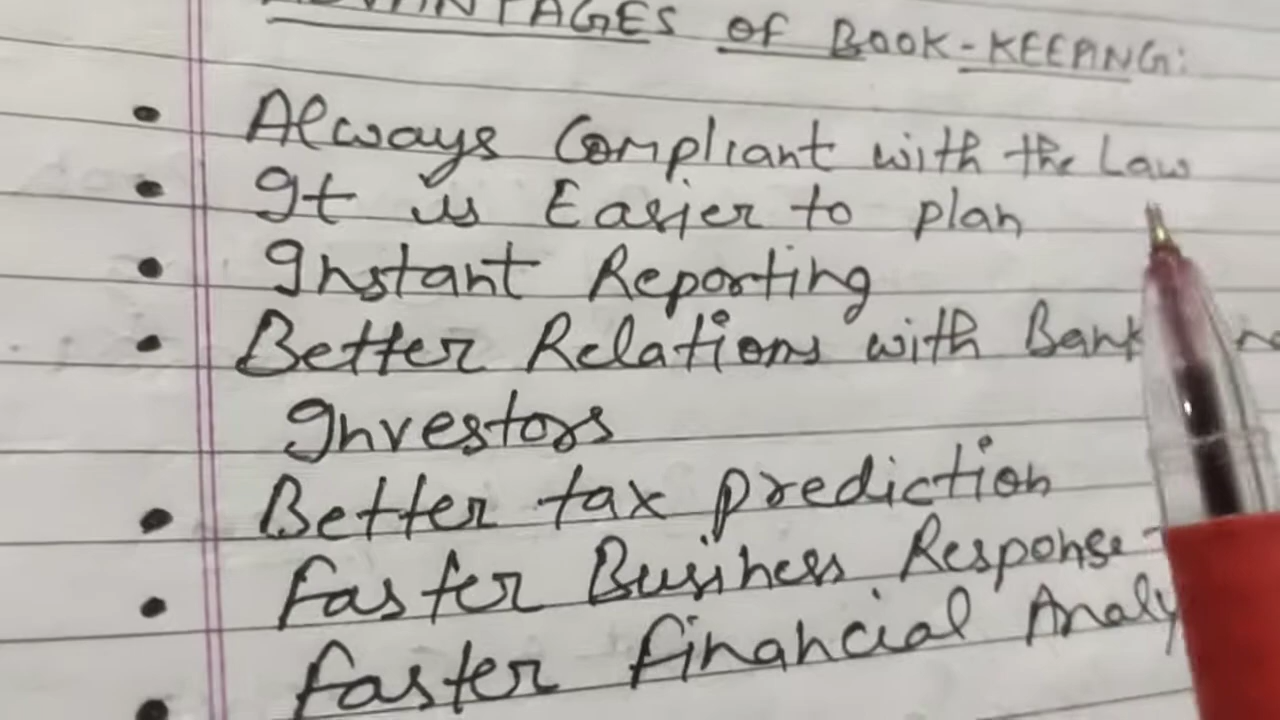 ADVANTAGES of BOOK-KEEPING:
• Always Compliant with the Law
• It is Easier to plan
• Instant Reporting
• Better Relations with Bank
Investors
• Better tax prediction
• Faster Business Response
• Faster financial